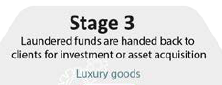 Stage 3
Laundered funds are handed back to
clients for investment or asset acquisition
Luxury goods